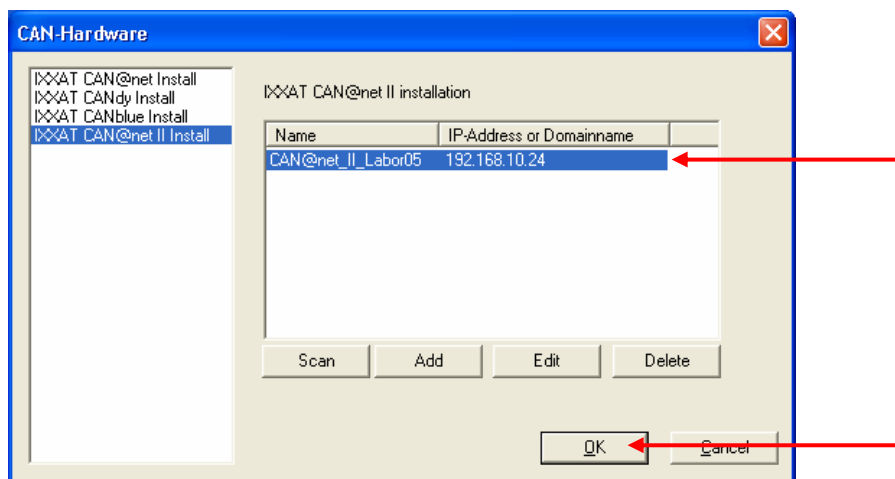 CAN-Hardware
IXXAT CAN@net Install
IXXAT CANdy Install
IXXAT CANblue Install
IXXAT CAN@net II Install
IXXAT CAN@net II installation
Name IP-Address or Domainname
CAN@net_II_Labor05 192.168.10.24
Scan Add Edit Delete
OK Cancel